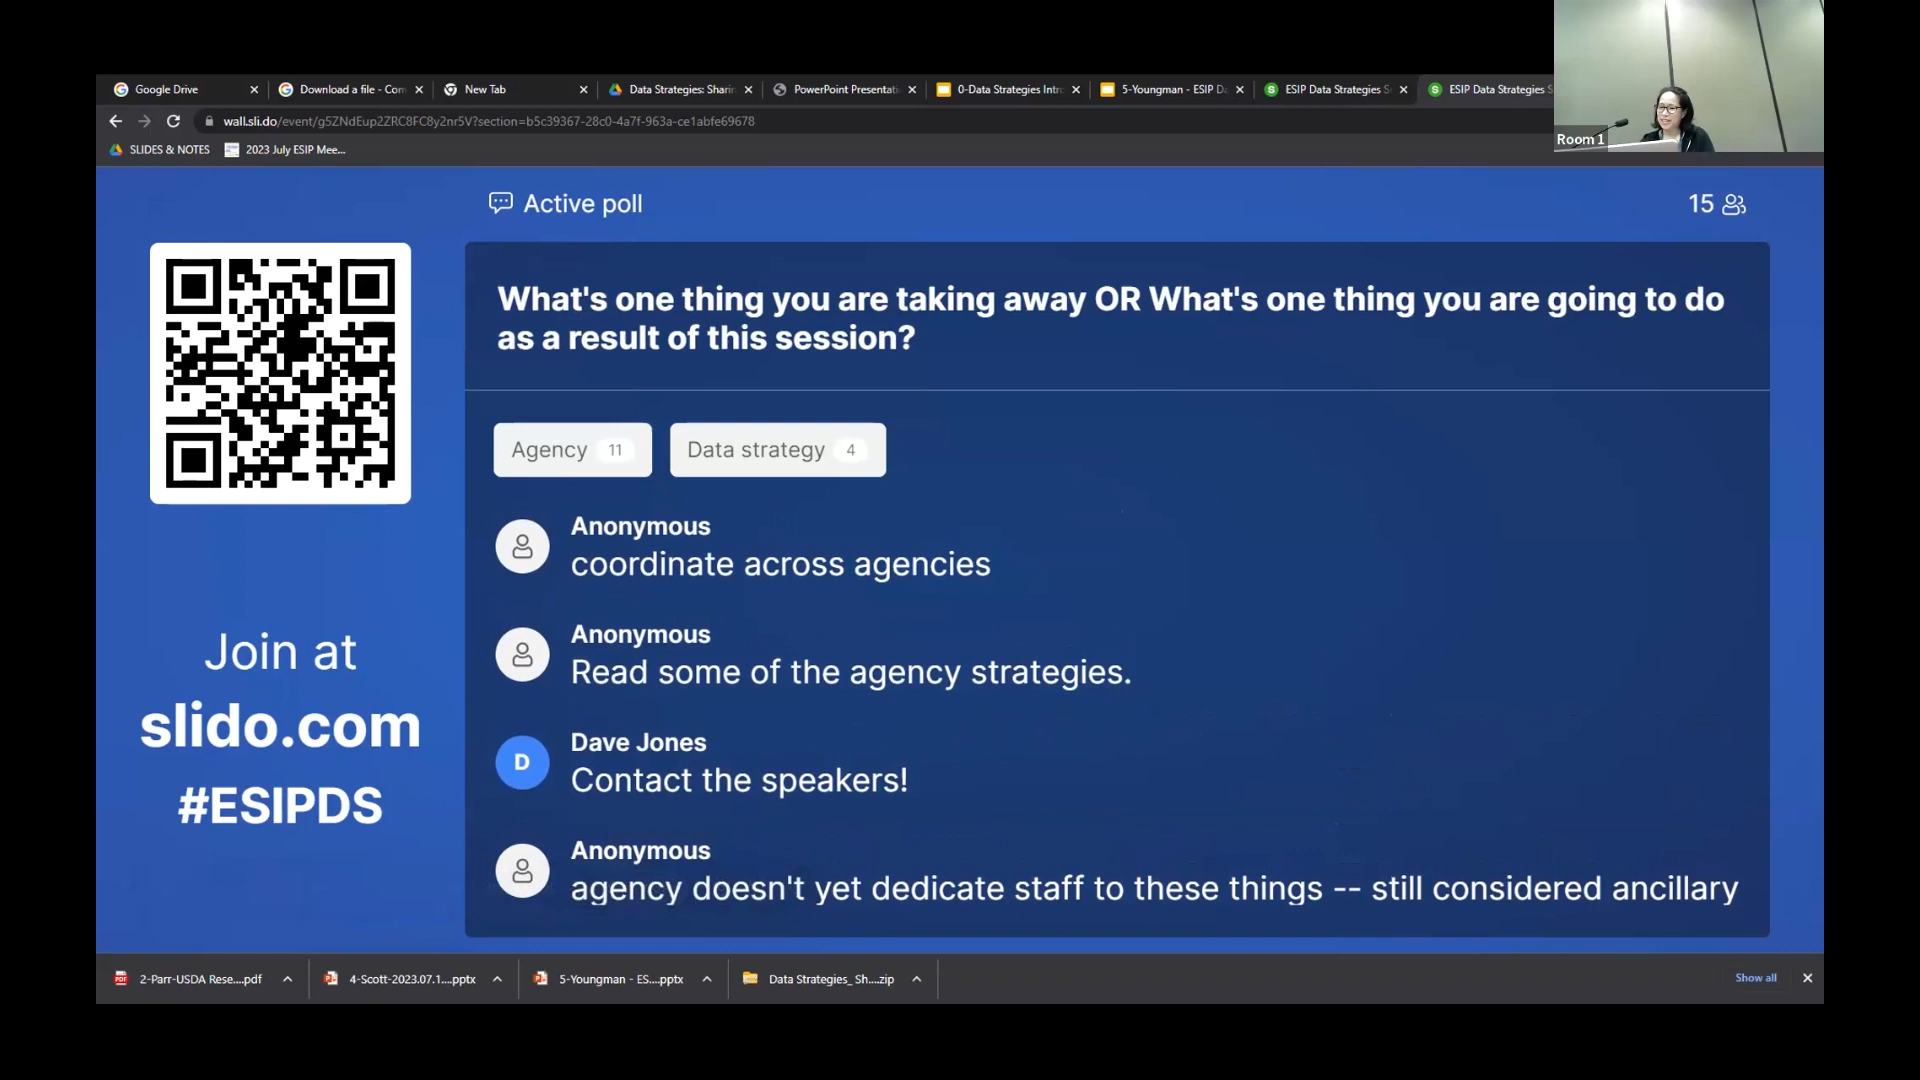 Google Drive
Download a file - Com
New Tab
Data Strategies: Sharin
PowerPoint Presentati
0-Data Strategies Intro
5-Youngman - ESIP Da
ESIP Data Strategies S
ESIP Data Strategies S
wall.sli.do/event/g5ZNdEup2ZRC8FC8y2nr5V?section=b5c39367-28c0-4a7f-963a-ce1abfe69678
SLIDES & NOTES
2023 July ESIP Mee...
Room 1
Active poll
15
What's one thing you are taking away OR What's one thing you are going to do
as a result of this session?
Agency 11
Data strategy 4
Anonymous
coordinate across agencies
Anonymous
Read some of the agency strategies.
D
Dave Jones
Contact the speakers!
Anonymous
agency doesn't yet dedicate staff to these things -- still considered ancillary
Join at
slido.com
#ESIPDS
2-Parr-USDA Rese....pdf
4-Scott-2023.07.1....pptx
5-Youngman - ES....pptx
Data Strategies_ Sh....zip
Show all